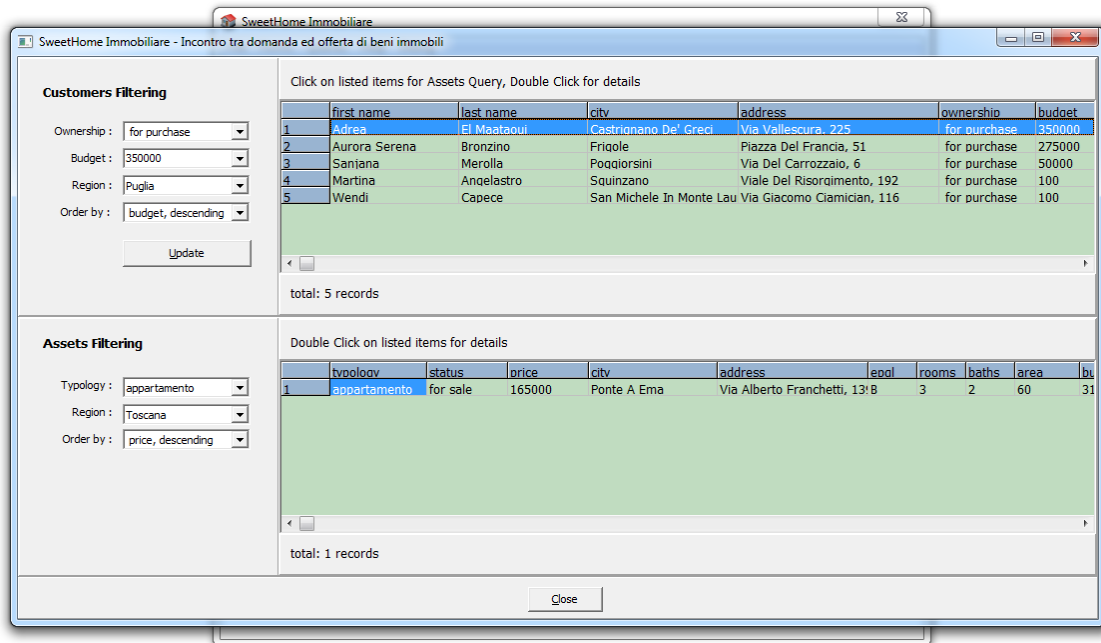 SweetHome Immobiliare
SweetHome Immobiliare - Incontro tra domanda ed offerta di beni immobili
Customers Filtering
Ownership : for purchase
Budget : 350000
Region : Puglia
Order by : budget, descending
Update
Click on listed items for Assets Query, Double Click for details
first name last name city address ownership budget
1 Adrea El Maataoui Castrignano De' Greci Via Vallescura, 225 for purchase 350000
2 Aurora Serena Bronzino Frigole Piazza Del Francia, 51 for purchase 275000
3 Sanjana Merolla Poggiorsini Via Del Carrozzaio, 6 for purchase 50000
4 Martina Angelastro Squinzano Viale Del Risorgimento, 192 for purchase 100
5 Wendi Capece San Michele In Monte Lau Via Giacomo Ciamician, 116 for purchase 100
total: 5 records
Assets Filtering
Typology : appartamento
Region : Toscana
Order by : price, descending
Double Click on listed items for details
typology status price city address epgl rooms baths area bu
1 appartamento for sale 165000 Ponte A Ema Via Alberto Franchetti, 13 B 3 2 60 31
total: 1 records
Close